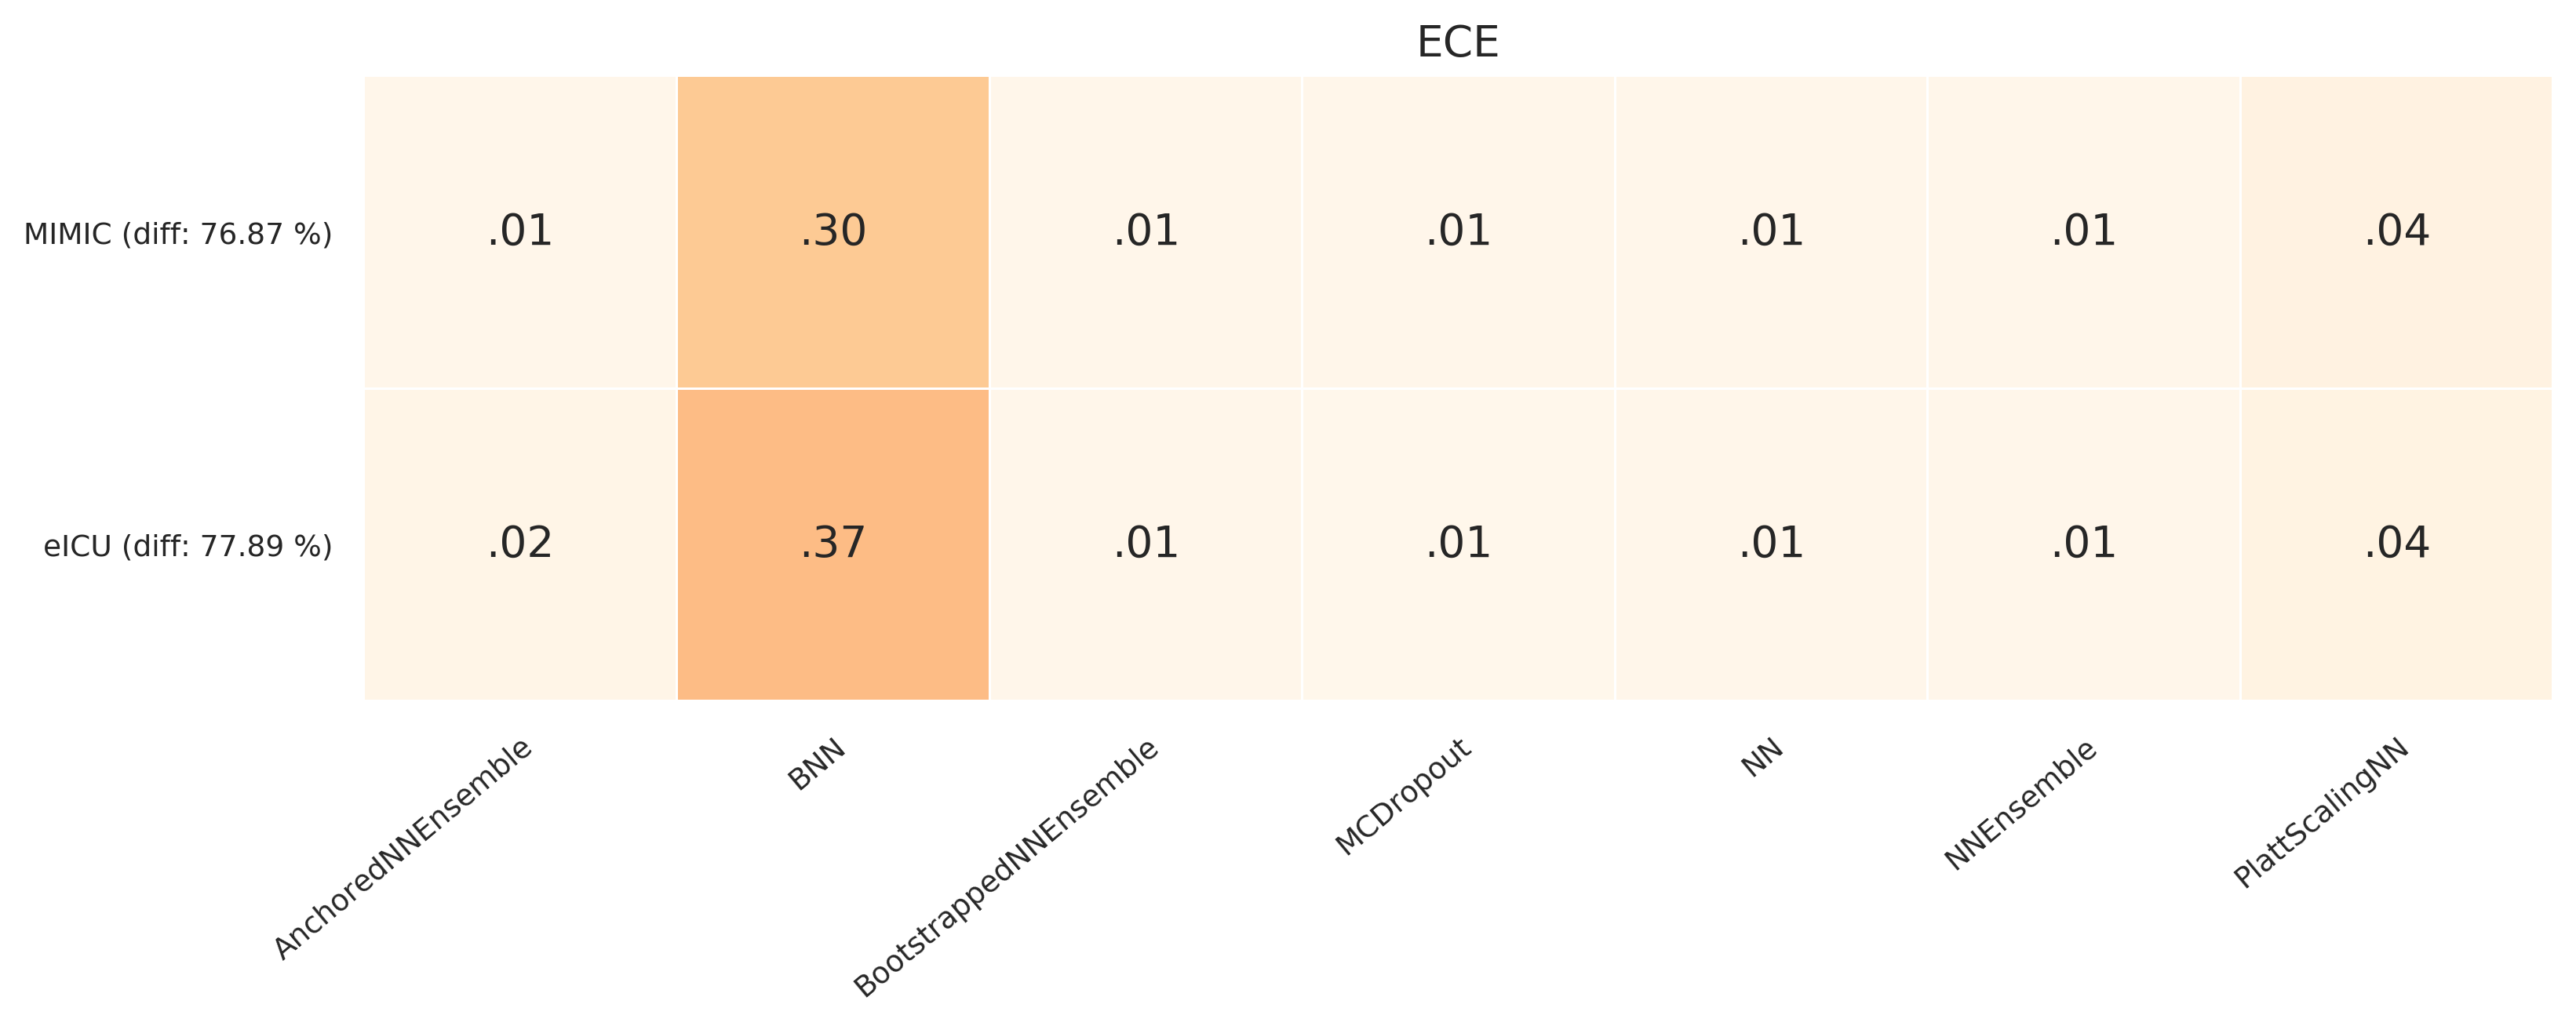 ECE
MIMIC (diff: 76.87 %) .01 .30 .01 .01 .01 .01 .04
eICU (diff: 77.89 %) .02 .37 .01 .01 .01 .01 .04
AnchoredNNEnsemble BNN BootstrappedNNEnsemble MCDropout NN NNEnsemble PlattScalingNN